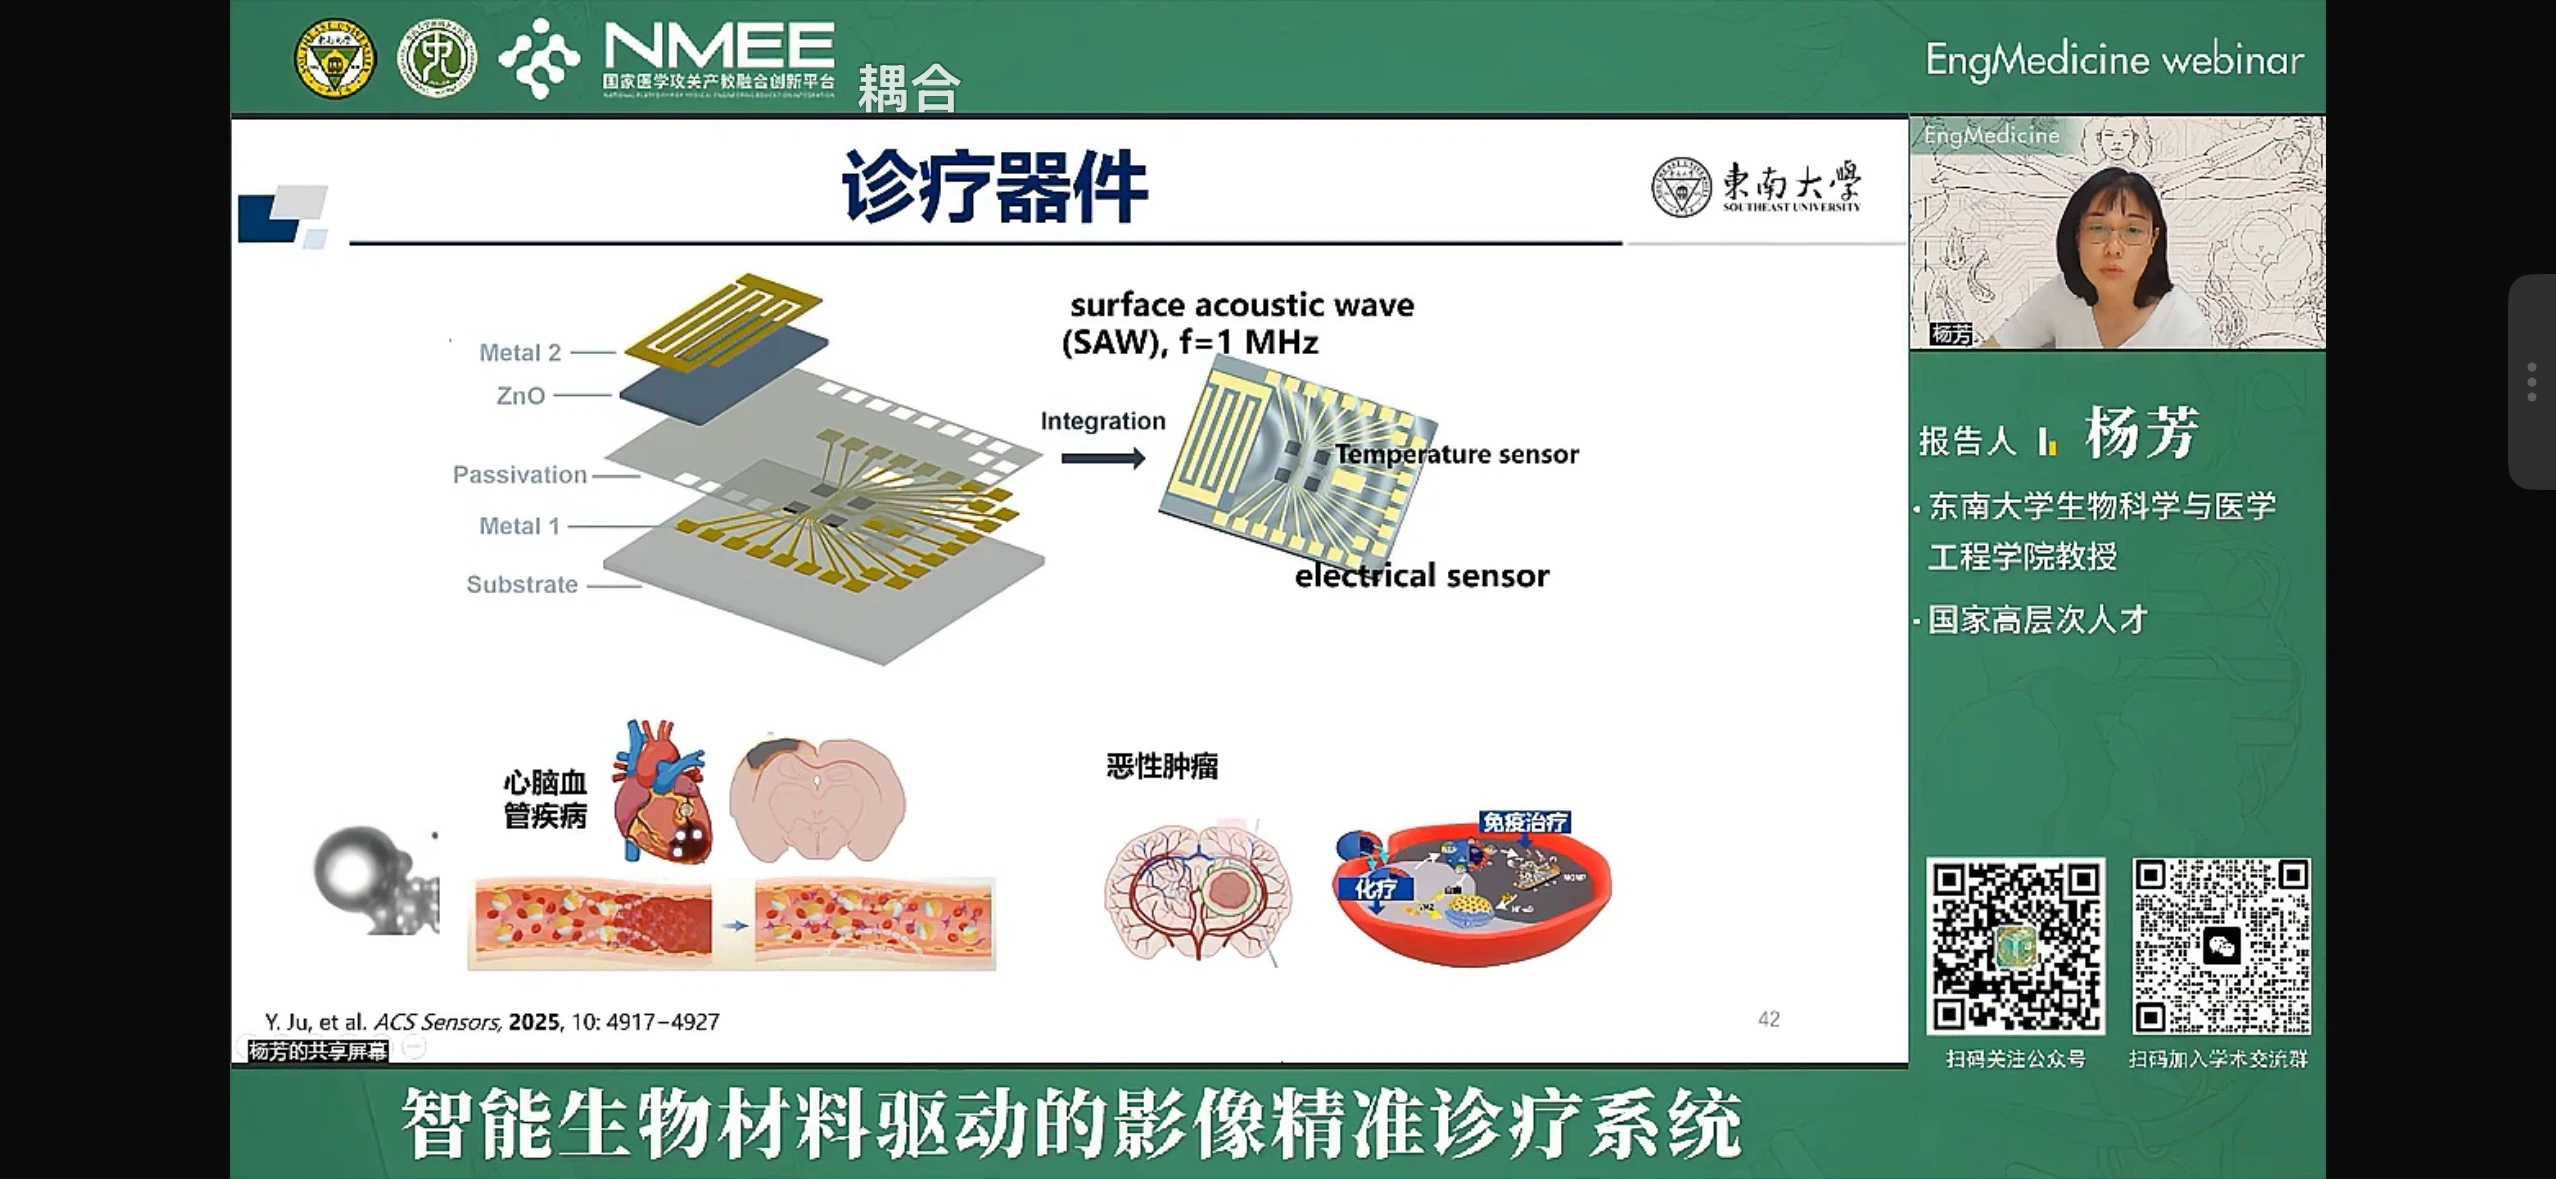 NMEE
国家医学攻关产教融合创新平台
耦合
EngMedicine webinar
诊疗器件
東南大學
SOUTHEAST UNIVERSITY
EngMedicine
杨芳
Metal 2
ZnO
Passivation
Metal 1
Substrate
Integration
surface acoustic wave
(SAW), f=1 MHz
Temperature sensor
electrical sensor
心脑血
管疾病
恶性肿瘤
免疫治疗
化疗
Y. Ju, et al. ACS Sensors, 2025, 10: 4917−4927
42
杨芳的共享屏幕
报告人 杨芳
· 东南大学生物科学与医学
工程学院教授
· 国家高层次人才
扫码关注公众号
扫码加入学术交流群
智能生物材料驱动的影像精准诊疗系统